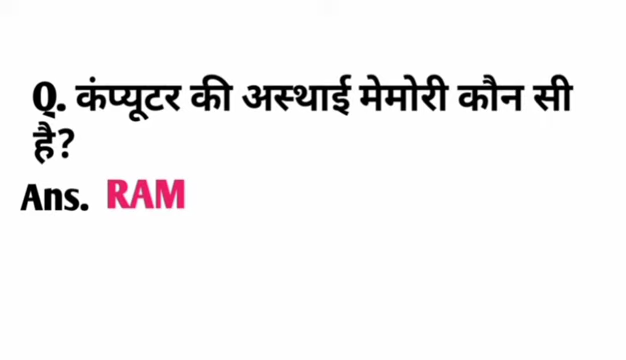 Q. कंप्यूटर की अस्थाई मेमोरी कौन सी
है?
Ans. RAM